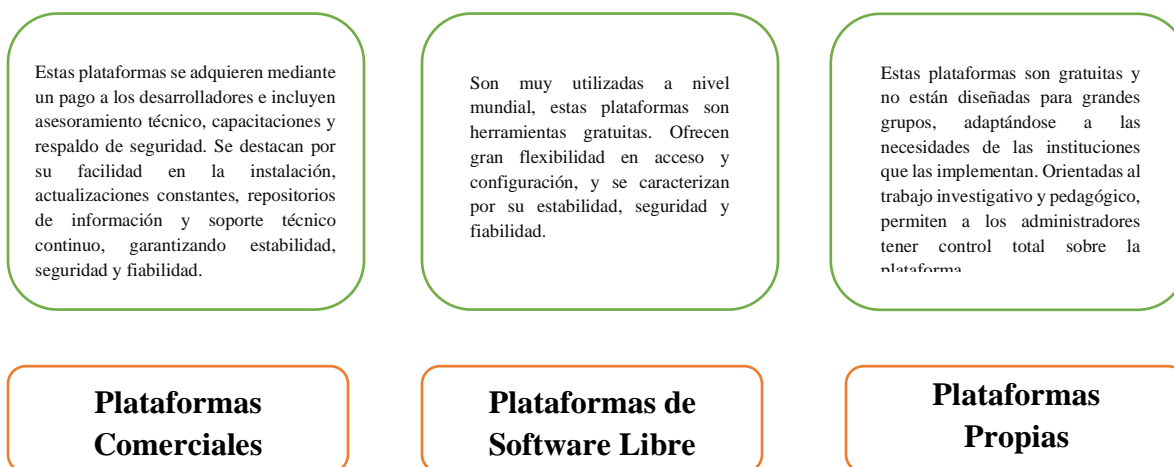 Estas plataformas se adquieren mediante
un pago a los desarrolladores e incluyen
asesoramiento técnico, capacitaciones y
respaldo de seguridad. Se destacan por
su facilidad en la instalación,
actualizaciones constantes, repositorios
de información y soporte técnico
continuo, garantizando estabilidad,
seguridad y fiabilidad.
Son muy utilizadas a nivel
mundial, estas plataformas son
herramientas gratuitas. Ofrecen
gran flexibilidad en acceso y
configuración, y se caracterizan
por su estabilidad, seguridad y
fiabilidad.
Estas plataformas son gratuitas y
no están diseñadas para grandes
grupos, adaptándose a las
necesidades de las instituciones
que las implementan. Orientadas al
trabajo investigativo y pedagógico,
permiten a los administradores
tener control total sobre la
plataforma
Plataformas
Comerciales
Plataformas de
Software Libre
Plataformas
Propias